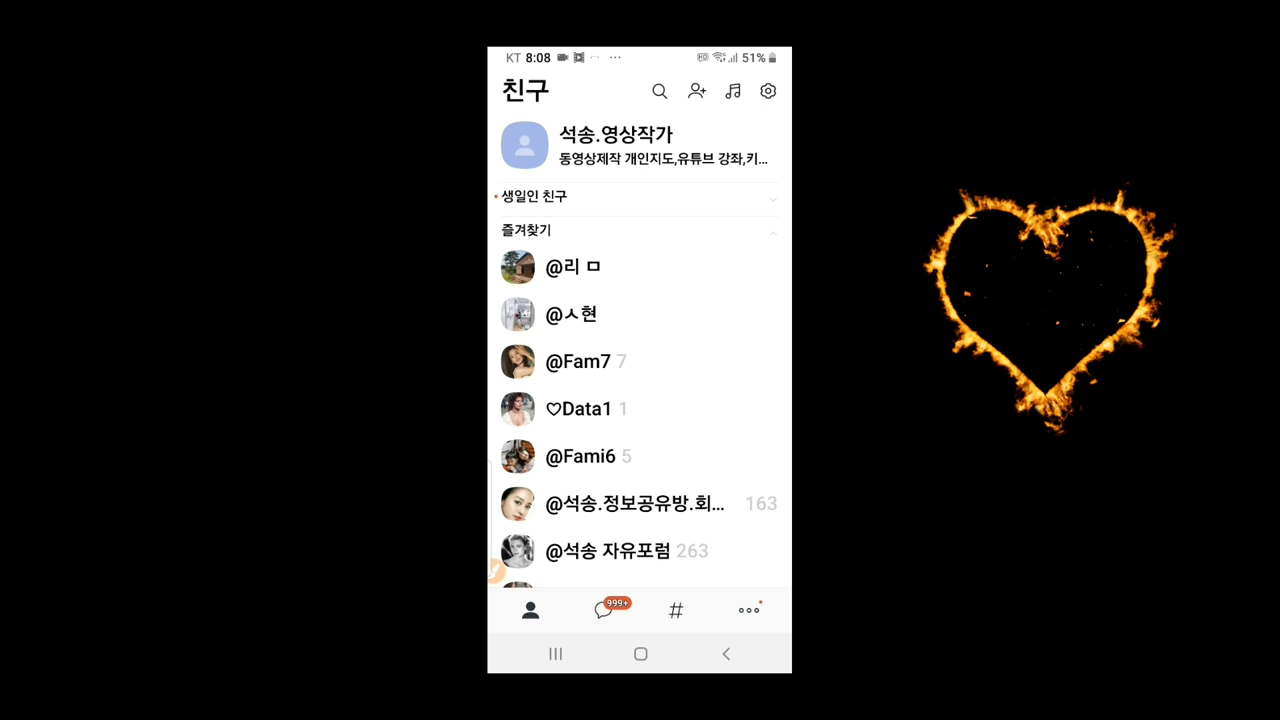 KT 8:08 51%
친구
석송.영상작가
동영상제작 개인지도,유튜브 강좌,키...
생일인 친구
즐겨찾기
@리 ㅁ
@ㅅ현
@Fam7 7
♡Data1 1
@Fami6 5
@석송.정보공유방.회... 163
@석송 자유포럼 263
999+
#